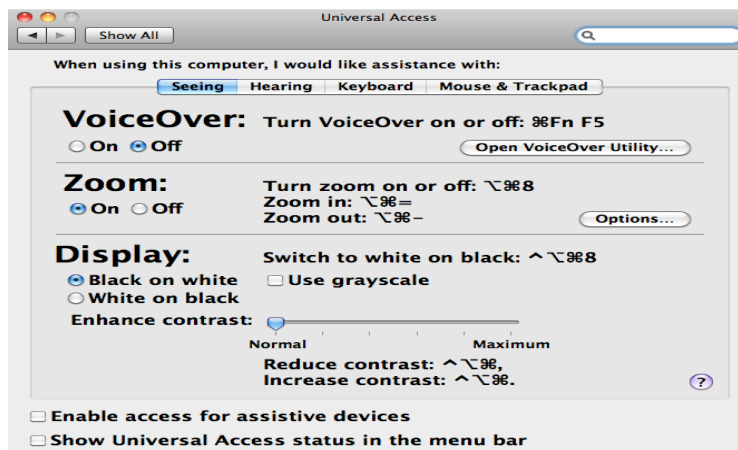 Universal Access
Show All
When using this computer, I would like assistance with:
Seeing Hearing Keyboard Mouse & Trackpad
VoiceOver: Turn VoiceOver on or off: ⌘Fn F5
On Off Open VoiceOver Utility...
Zoom: Turn zoom on or off: ⌥⌘8
On Off Zoom in: ⌥⌘=
Zoom out: ⌥⌘- Options...
Display: Switch to white on black: ^⌥⌘8
Black on white Use grayscale
White on black
Enhance contrast:
Normal Maximum
Reduce contrast: ^⌥⌘,
Increase contrast: ^⌥⌘.
?
Enable access for assistive devices
Show Universal Access status in the menu bar